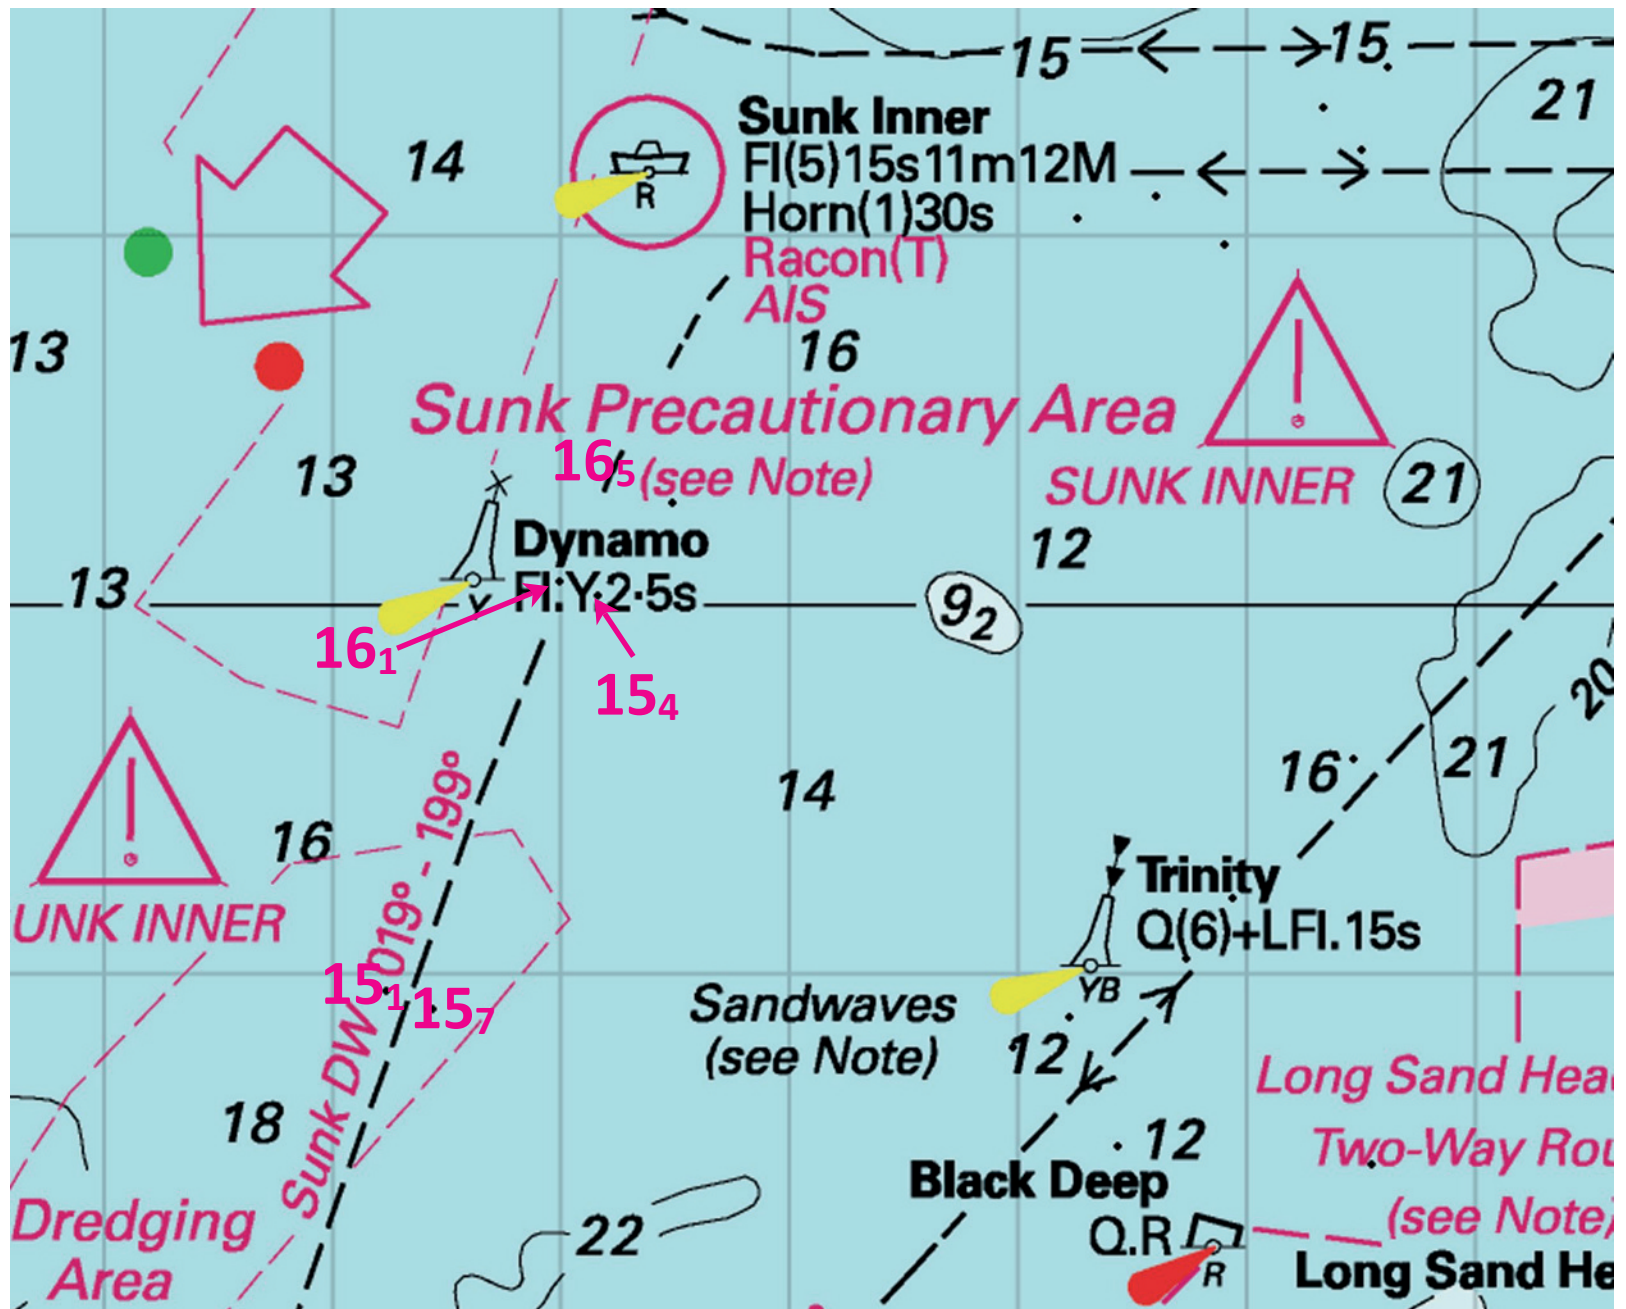 15
15
21
14
Sunk Inner
Fl(5)15s11m12M
R
Horn(1)30s
Racon(T)
AIS
13
16
Sunk Precautionary Area
16₅
(see Note)
SUNK INNER
13
21
12
Dynamo
13
Y
Fl.Y.2·5s
9₂
16₁
15₄
20
21
16
14
16
Sunk DW 019° - 199°
Trinity
Q(6)+LFl.15s
YB
UNK INNER
15₁
15₇
Sandwaves
(see Note)
12
Long Sand Hea
18
12
Two-Way Rou
Black Deep
(see Note)
Dredging
Area
22
Q.R
R
Long Sand He